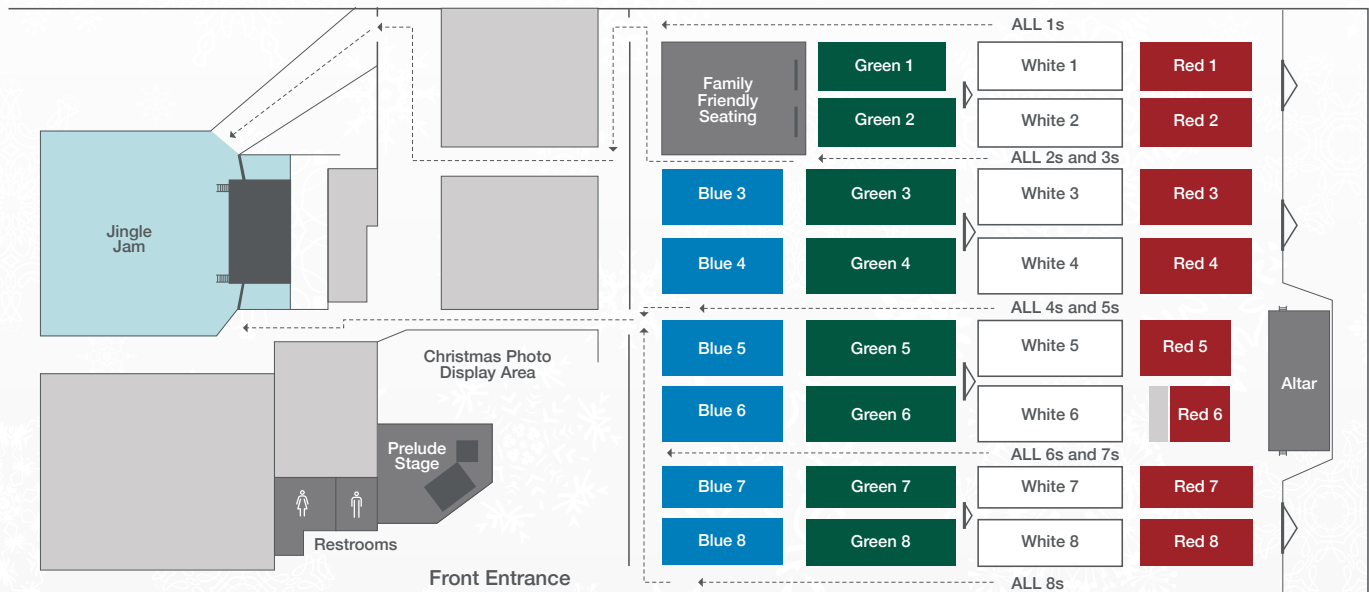 ALL 1s
Family
Friendly
Seating
Green 1
White 1
Red 1
Green 2
White 2
Red 2
ALL 2s and 3s
Blue 3
Green 3
White 3
Red 3
Jingle
Jam
Blue 4
Green 4
White 4
Red 4
ALL 4s and 5s
Christmas Photo
Display Area
Blue 5
Green 5
White 5
Red 5
Altar
Blue 6
Green 6
White 6
Red 6
Prelude
Stage
ALL 6s and 7s
Blue 7
Green 7
White 7
Red 7
Restrooms
Blue 8
Green 8
White 8
Red 8
Front Entrance
ALL 8s